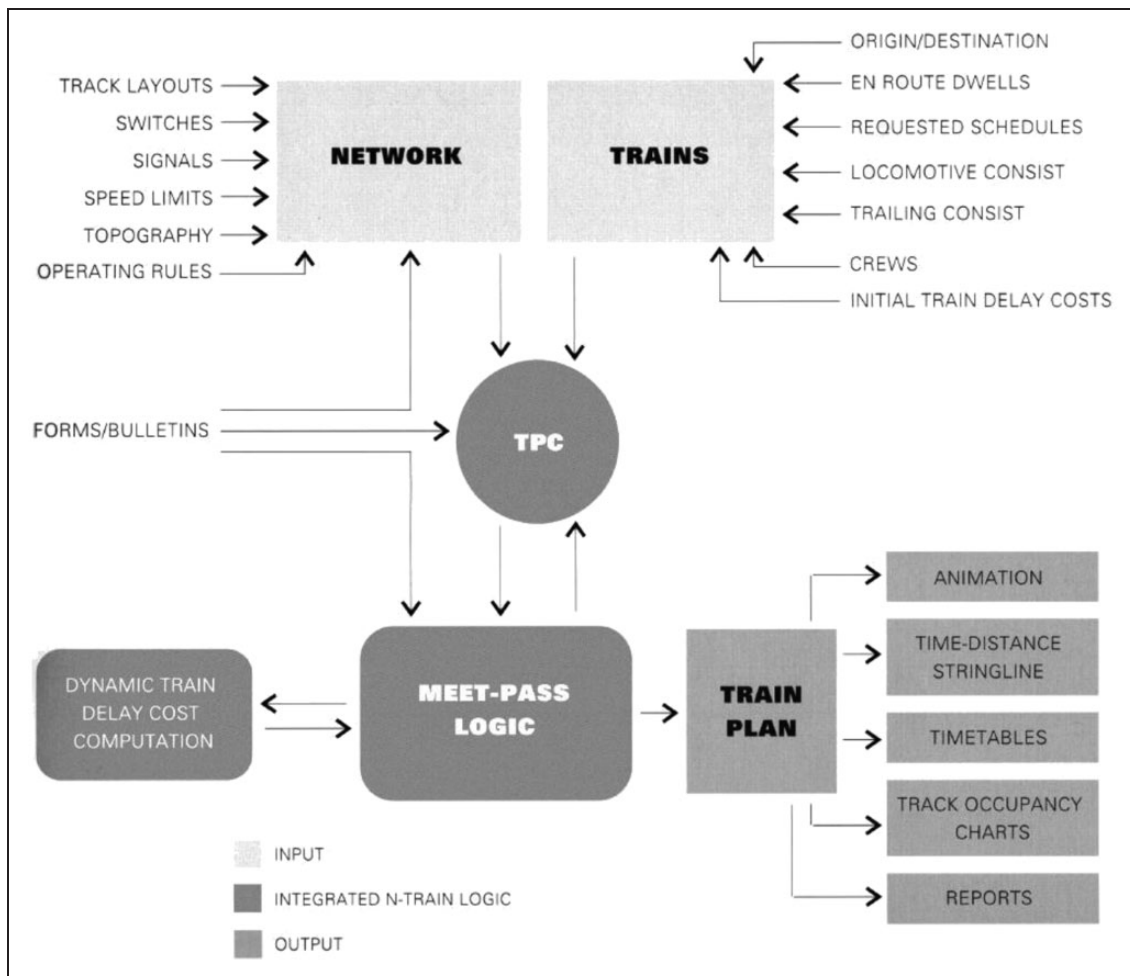 ORIGIN/DESTINATION
TRACK LAYOUTS
EN ROUTE DWELLS
SWITCHES
NETWORK
TRAINS
REQUESTED SCHEDULES
SIGNALS
SPEED LIMITS
LOCOMOTIVE CONSIST
TOPOGRAPHY
TRAILING CONSIST
OPERATING RULES
CREWS
INITIAL TRAIN DELAY COSTS
FORMS/BULLETINS
TPC
ANIMATION
TIME-DISTANCE
STRINGLINE
DYNAMIC TRAIN
DELAY COST
COMPUTATION
MEET-PASS
LOGIC
TRAIN
PLAN
TIMETABLES
TRACK OCCUPANCY
CHARTS
REPORTS
INPUT
INTEGRATED N-TRAIN LOGIC
OUTPUT